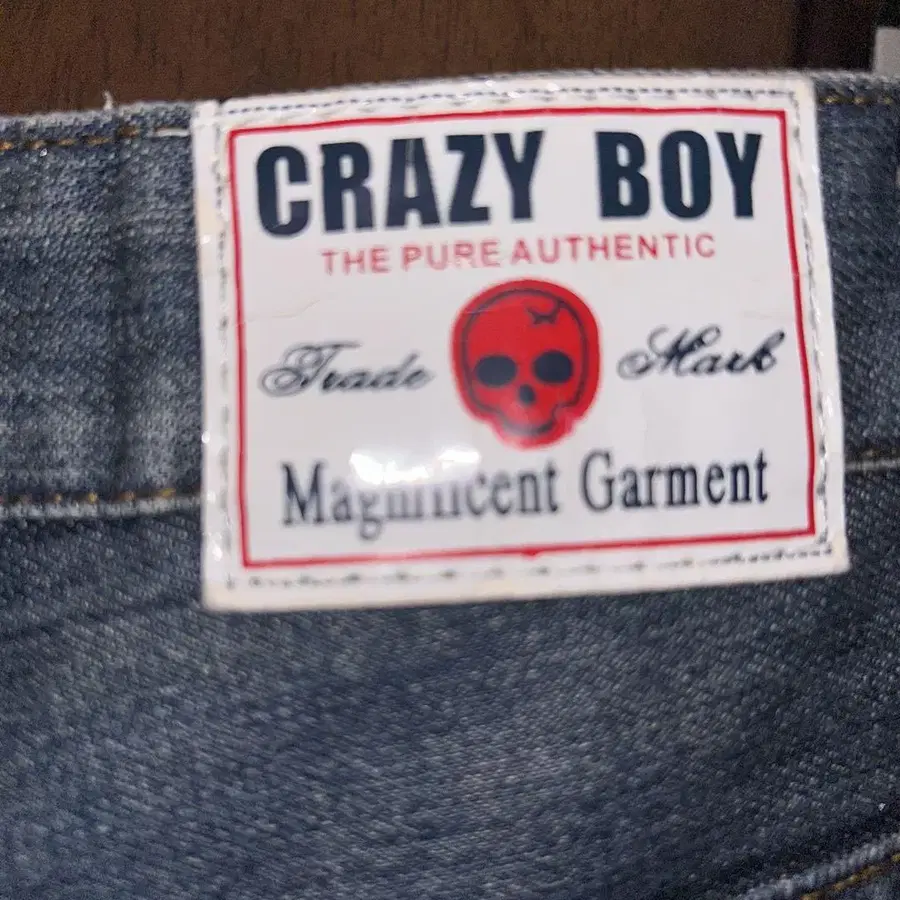 CRAZY BOY
THE PURE AUTHENTIC
Trade Mark
Magnificent Garment